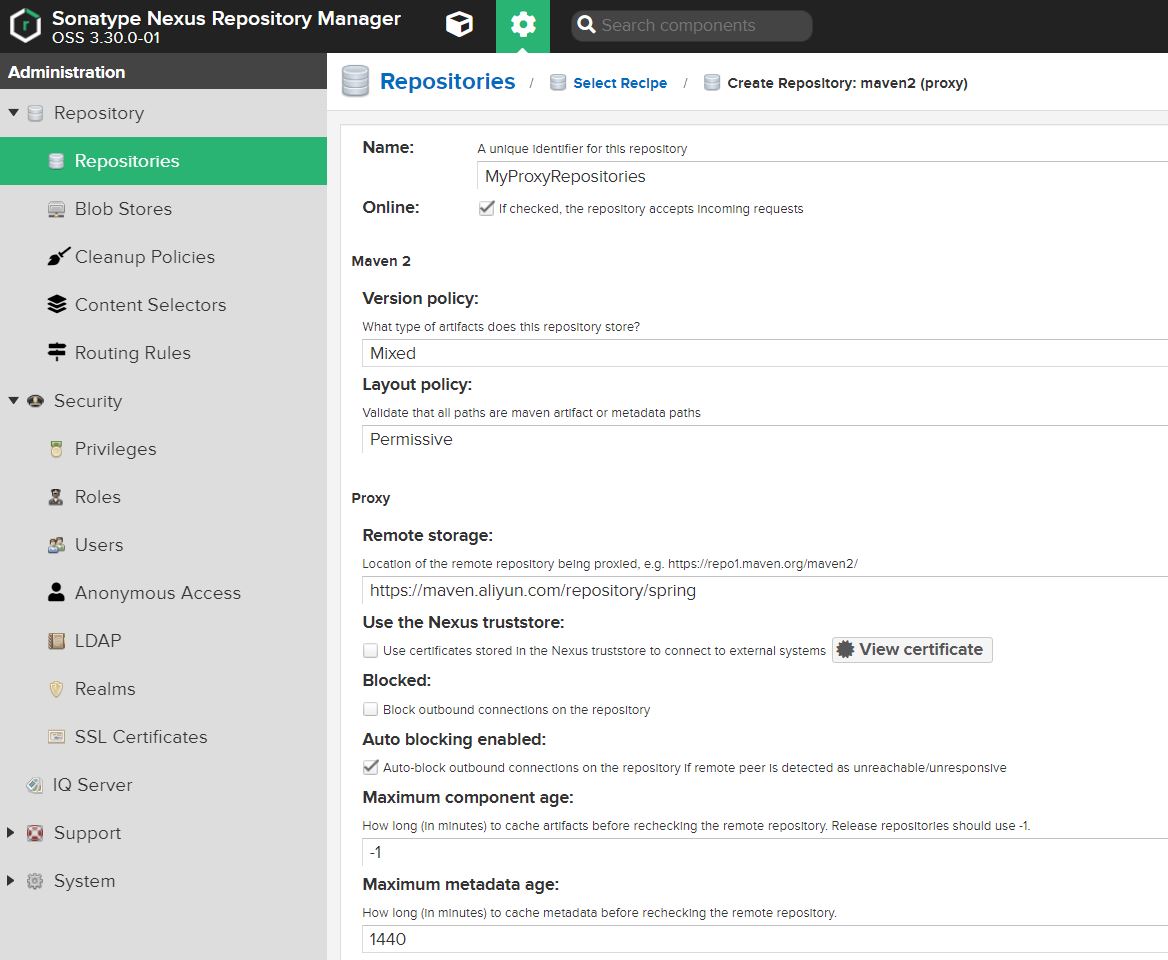 Sonatype Nexus Repository Manager
OSS 3.30.0-01
Search components
Administration
Repository
Repositories
Blob Stores
Cleanup Policies
Content Selectors
Routing Rules
Security
Privileges
Roles
Users
Anonymous Access
LDAP
Realms
SSL Certificates
IQ Server
Support
System
Repositories / Select Recipe / Create Repository: maven2 (proxy)
Name: A unique identifier for this repository
MyProxyRepositories
Online: If checked, the repository accepts incoming requests
Maven 2
Version policy:
What type of artifacts does this repository store?
Mixed
Layout policy:
Validate that all paths are maven artifact or metadata paths
Permissive
Proxy
Remote storage:
Location of the remote repository being proxied, e.g. https://repo1.maven.org/maven2/
https://maven.aliyun.com/repository/spring
Use the Nexus truststore:
Use certificates stored in the Nexus truststore to connect to external systems View certificate
Blocked:
Block outbound connections on the repository
Auto blocking enabled:
Auto-block outbound connections on the repository if remote peer is detected as unreachable/unresponsive
Maximum component age:
How long (in minutes) to cache artifacts before rechecking the remote repository. Release repositories should use -1.
-1
Maximum metadata age:
How long (in minutes) to cache metadata before rechecking the remote repository.
1440